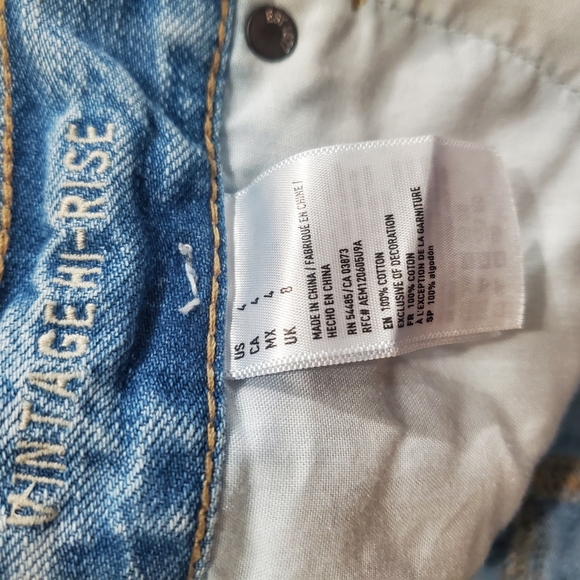 VINTAGE HI-RISE
US 4
CA 4
MX 4
UK 8
MADE IN CHINA / FABRIQUÉ EN CHINE /
HECHO EN CHINA
RN 54485/CA 03873
RFC# AEM120605U9A
EN 100% COTTON
EXCLUSIVE OF DECORATION
FR 100% COTON
À L'EXCEPTION DE LA GARNITURE
SP 100% algodón